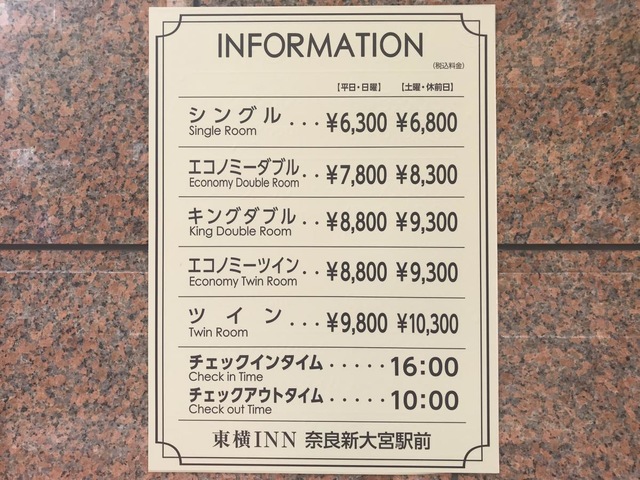 INFORMATION
(税込料金)
【平日・日曜】 【土曜・休前日】
シングル ... ¥6,300 ¥6,800
Single Room
エコノミーダブル .. ¥7,800 ¥8,300
Economy Double Room
キングダブル .. ¥8,800 ¥9,300
King Double Room
エコノミーツイン .. ¥8,800 ¥9,300
Economy Twin Room
ツイン ... ¥9,800 ¥10,300
Twin Room
チェックインタイム ····· 16:00
Check in Time
チェックアウトタイム ···· 10:00
Check out Time
東横INN 奈良新大宮駅前